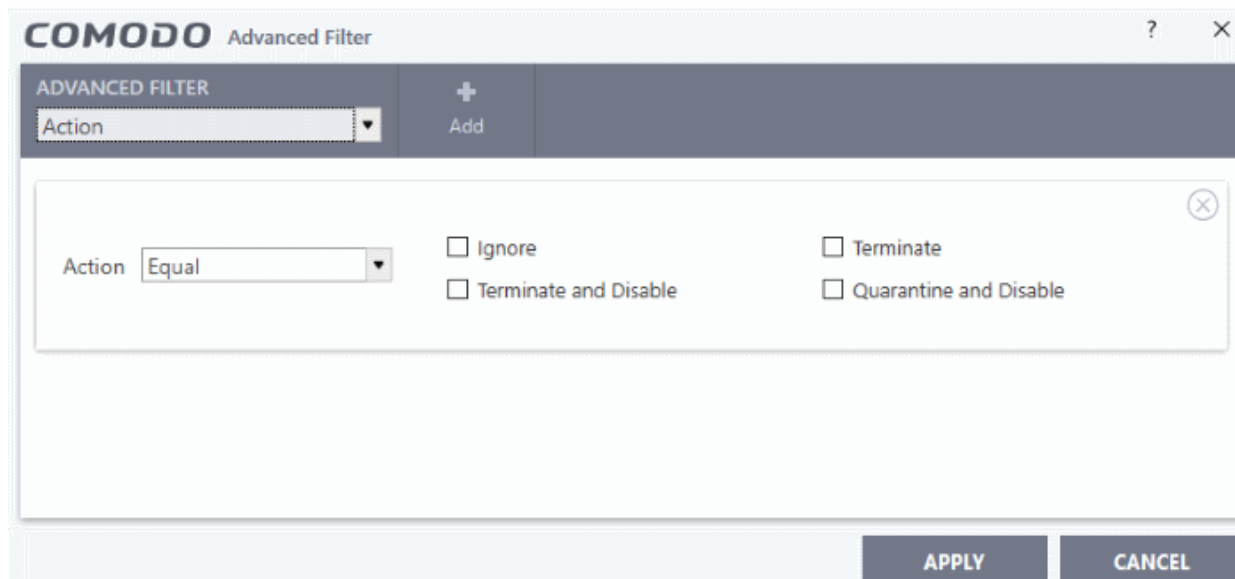 COMODO Advanced Filter ?
ADVANCED FILTER
Action
Add
Action Equal
Ignore
Terminate
Terminate and Disable
Quarantine and Disable
APPLY
CANCEL